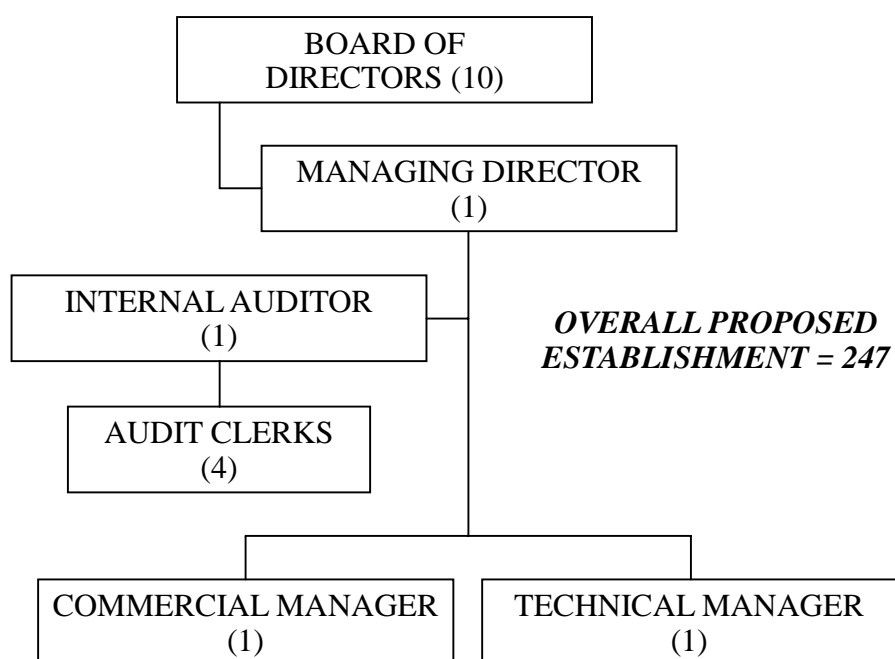 BOARD OF
DIRECTORS (10)
MANAGING DIRECTOR
(1)
INTERNAL AUDITOR
(1)
OVERALL PROPOSED
ESTABLISHMENT = 247
AUDIT CLERKS
(4)
COMMERCIAL MANAGER
(1)
TECHNICAL MANAGER
(1)